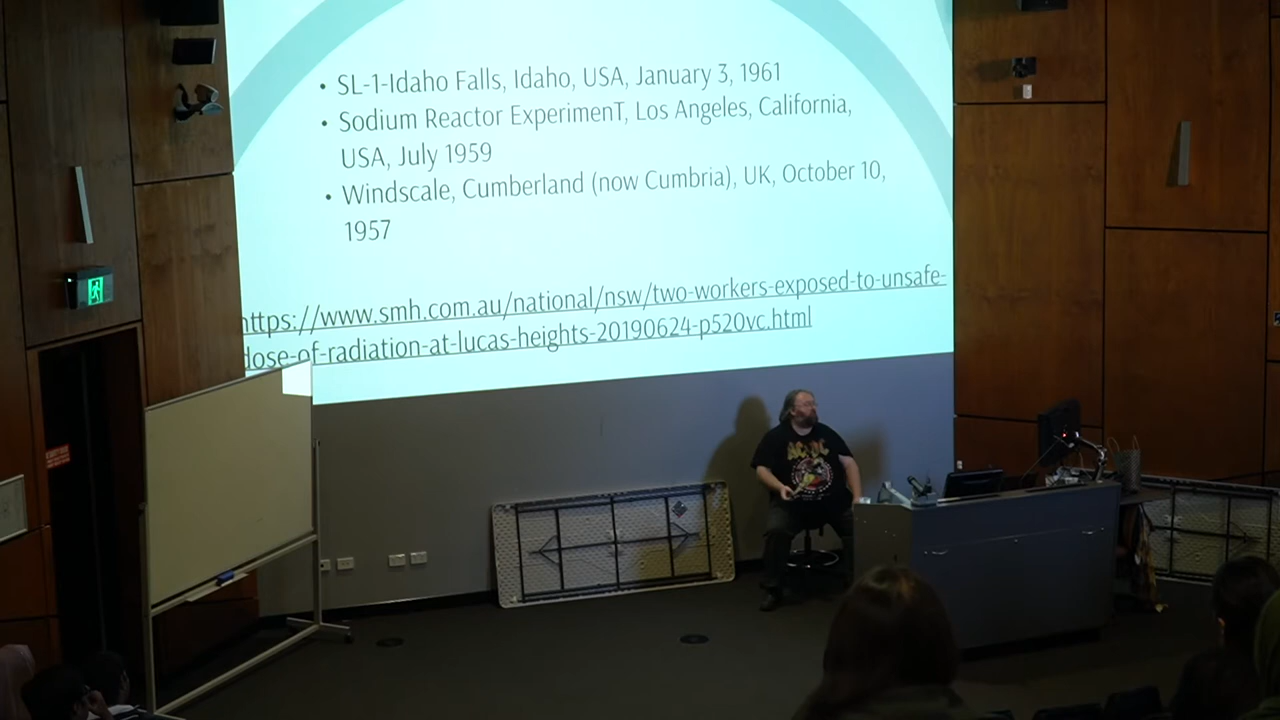 • SL-1-Idaho Falls, Idaho, USA, January 3, 1961
• Sodium Reactor ExperimenT, Los Angeles, California,
USA, July 1959
• Windscale, Cumberland (now Cumbria), UK, October 10,
1957
https://www.smh.com.au/national/nsw/two-workers-exposed-to-unsafe-
dose-of-radiation-at-lucas-heights-20190624-p520vc.html
AC DC